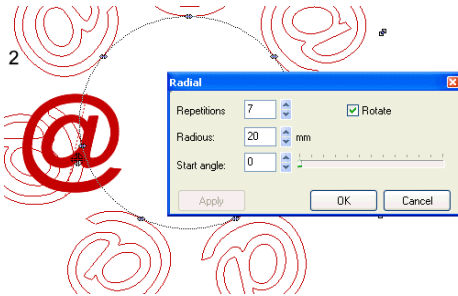 2
@
Radial
Repetitions 7 Rotate
Radious: 20 mm
Start angle: 0
Apply OK Cancel